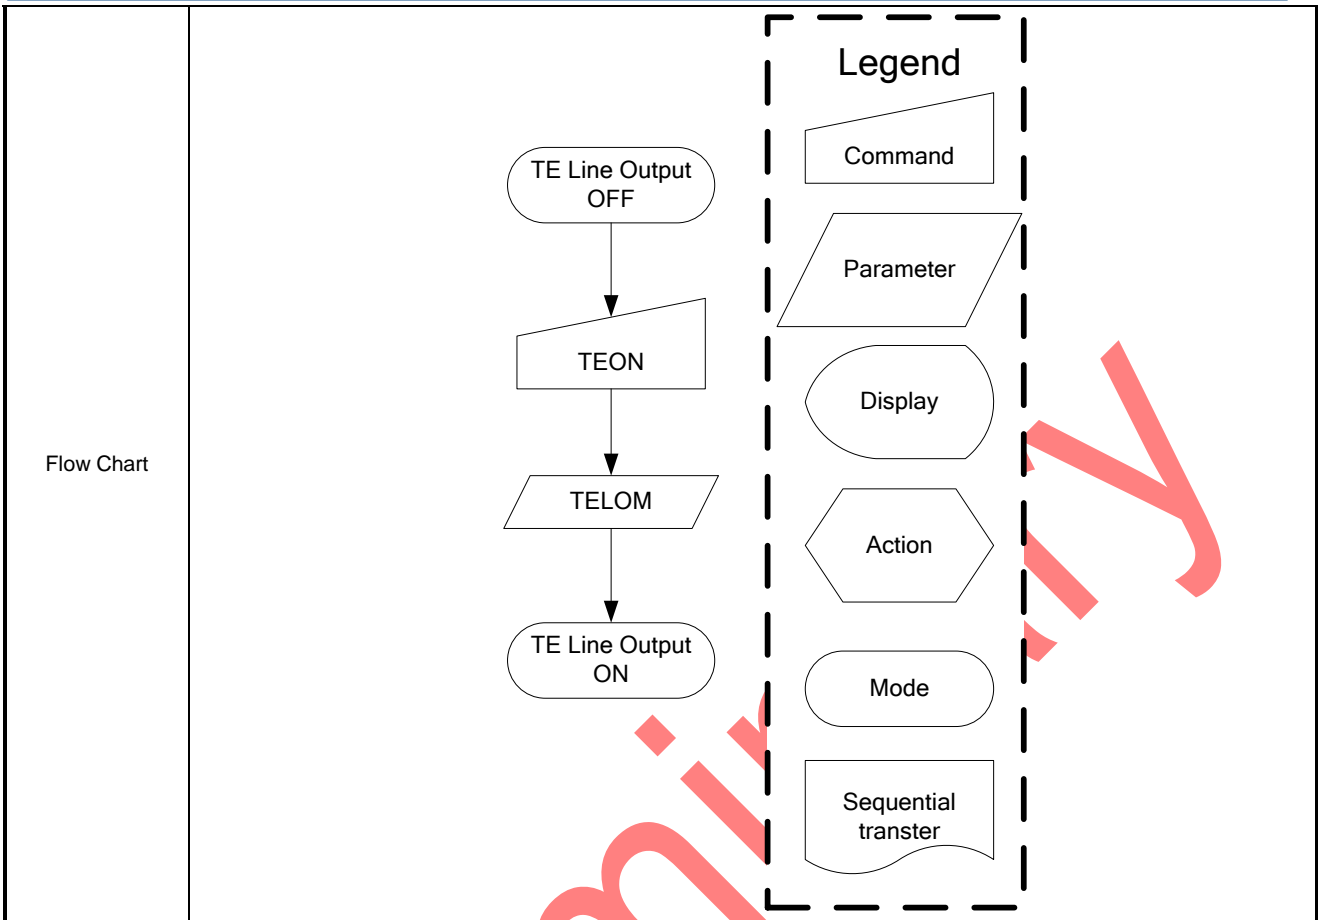 Flow Chart
TE Line Output
OFF
TEON
TELOM
TE Line Output
ON
Legend
Command
Parameter
Display
Action
Mode
Sequential
transter